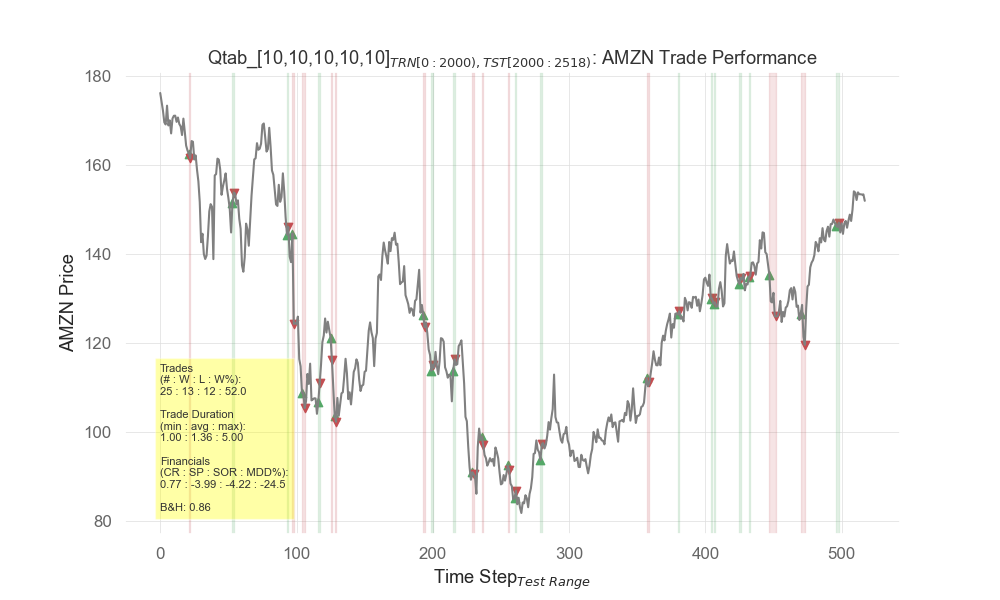 Qtab_[10,10,10,10,10]TRN[0 : 2000), TST[2000 : 2518): AMZN Trade Performance
180
160
140
120
100
80
AMZN Price
Trades
(# : W : L : W%):
25 : 13 : 12 : 52.0
Trade Duration
(min : avg : max):
1.00 : 1.36 : 5.00
Financials
(CR : SP : SOR : MDD%):
0.77 : -3.99 : -4.22 : -24.5
B&H: 0.86
0 100 200 300 400 500
Time StepTest Range